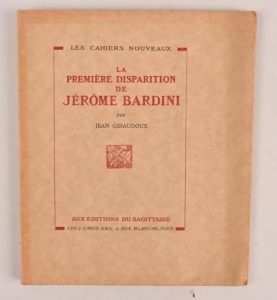 LES CAHIERS NOUVEAUX
LA
PREMIÈRE DISPARITION
DE
JÉRÔME BARDINI
PAR
JEAN GIRAUDOUX
AUX EDITIONS DU SAGITTAIRE
CHEZ SIMON KRA, 6 RUE BLANCHE, PARIS